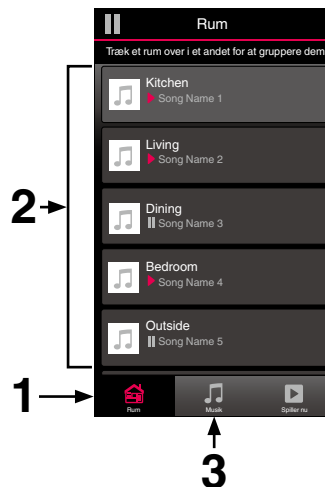 Rum
Træk et rum over i et andet for at gruppere dem
Kitchen
Song Name 1
Living
Song Name 2
2
Dining
Song Name 3
Bedroom
Song Name 4
Outside
Song Name 5
1
Rum
Musik
Spiller nu
3